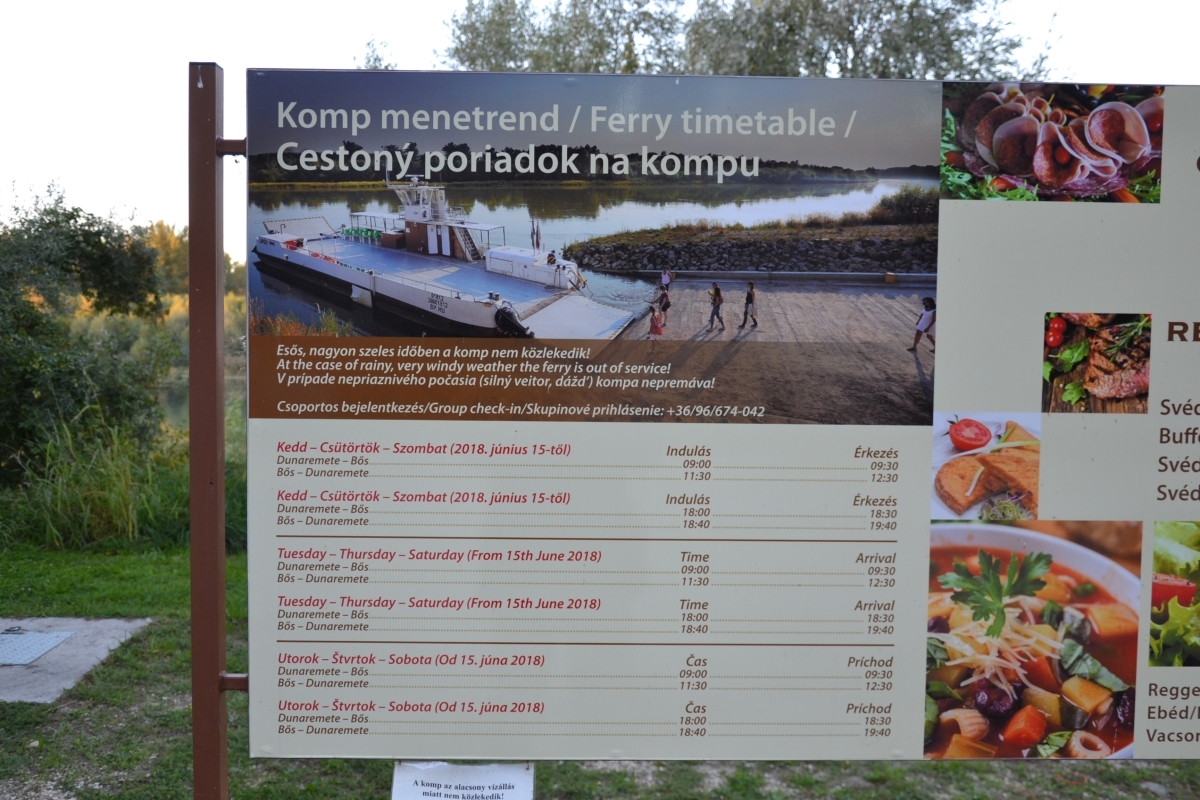 Komp menetrend / Ferry timetable /
Cestoný poriadok na kompu
Esős, nagyon szeles időben a komp nem közlekedik!
At the case of rainy, very windy weather the ferry is out of service!
V prípade nepriaznivého počasia (silný veitor, dážď) kompa nepremáva!
Csoportos bejelentkezés/Group check-in/Skupinové prihlásenie: +36/96/674-042
Kedd – Csütörtök – Szombat (2018. június 15-től) Indulás Érkezés
Dunaremete – Bős 09:00 09:30
Bős – Dunaremete 11:30 12:30
Kedd – Csütörtök – Szombat (2018. június 15-től) Indulás Érkezés
Dunaremete – Bős 18:00 18:30
Bős – Dunaremete 18:40 19:40
Tuesday – Thursday – Saturday (From 15th June 2018) Time Arrival
Dunaremete – Bős 09:00 09:30
Bős – Dunaremete 11:30 12:30
Tuesday – Thursday – Saturday (From 15th June 2018) Time Arrival
Dunaremete – Bős 18:00 18:30
Bős – Dunaremete 18:40 19:40
Utorok – Štvrtok – Sobota (Od 15. júna 2018) Čas Príchod
Dunaremete – Bős 09:00 09:30
Bős – Dunaremete 11:30 12:30
Utorok – Štvrtok – Sobota (Od 15. júna 2018) Čas Príchod
Dunaremete – Bős 18:00 18:30
Bős – Dunaremete 18:40 19:40
RE
Svéd
Buffe
Svéd
Svéd
Regge
Ebéd/
Vacsor
A komp az alacsony vízállás
miatt nem közlekedik!